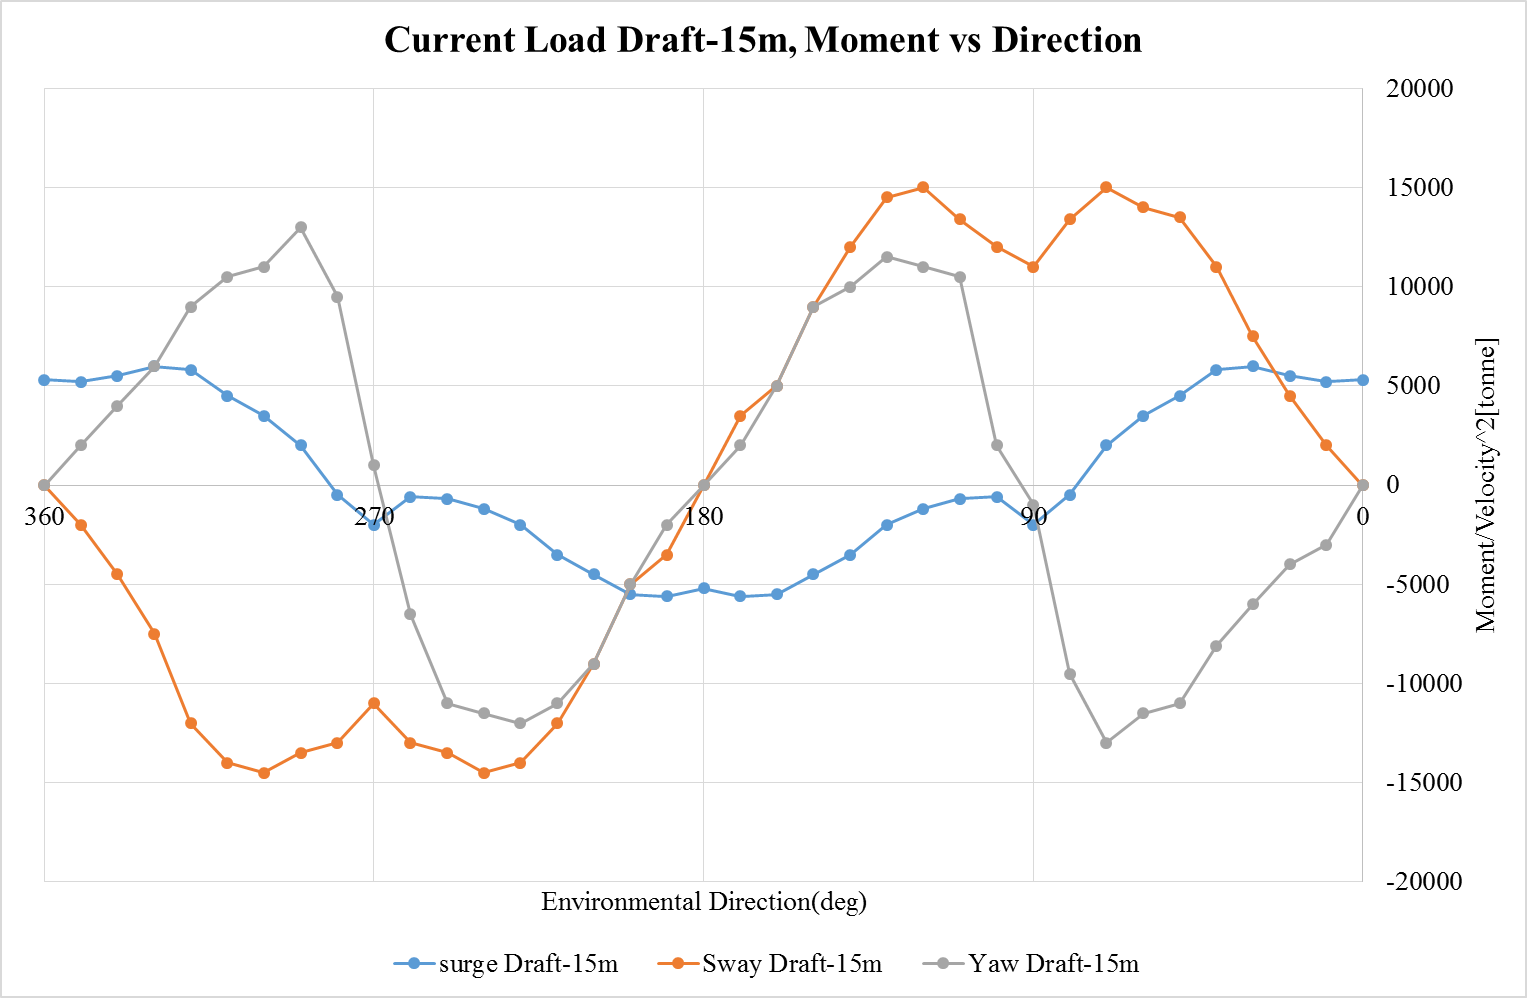 Current Load Draft-15m, Moment vs Direction
20000
15000
10000
5000
0
-5000
-10000
-15000
-20000
360 270 180 90 0
Moment/Velocity^2[tonne]
Environmental Direction(deg)
surge Draft-15m Sway Draft-15m Yaw Draft-15m